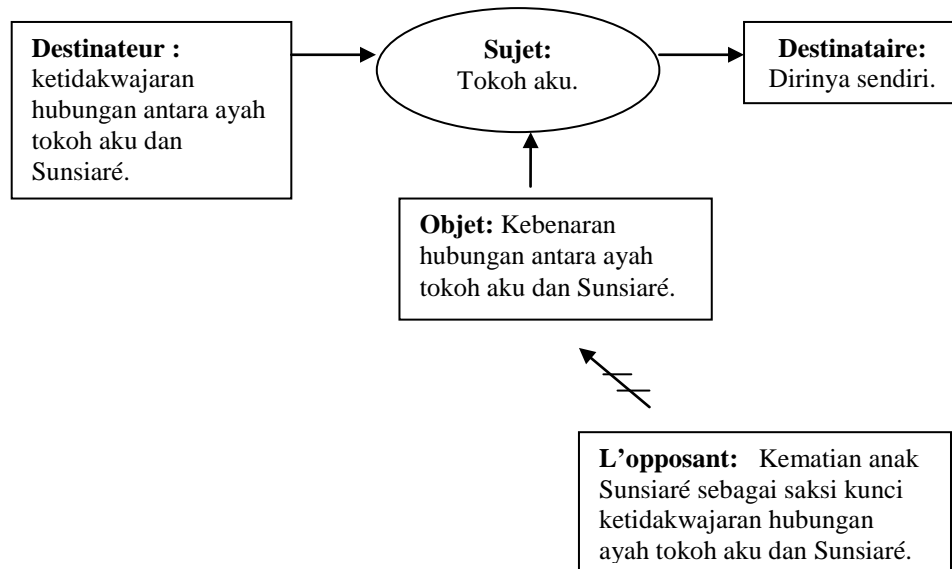 Destinateur :
ketidakwajaran
hubungan antara ayah
tokoh aku dan
Sunsiaré.
Sujet:
Tokoh aku.
Destinataire:
Dirinya sendiri.
Objet: Kebenaran
hubungan antara ayah
tokoh aku dan Sunsiaré.
L’opposant: Kematian anak
Sunsiaré sebagai saksi kunci
ketidakwajaran hubungan
ayah tokoh aku dan Sunsiaré.